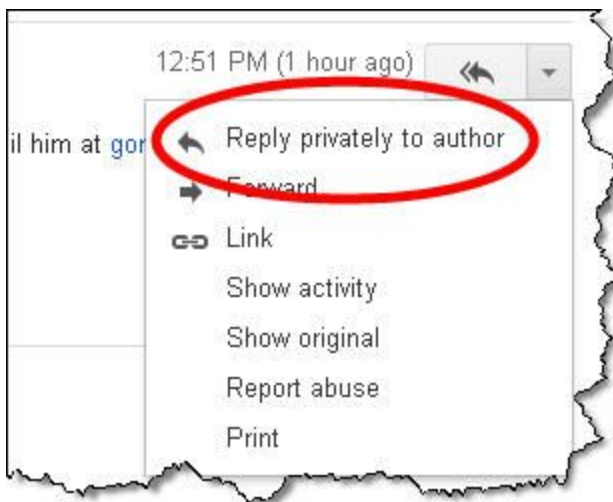 12:51 PM (1 hour ago)
Reply privately to author
il him at gor
Forward
Link
Show activity
Show original
Report abuse
Print